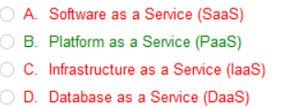 A. Software as a Service (SaaS)
B. Platform as a Service (PaaS)
C. Infrastructure as a Service (IaaS)
D. Database as a Service (DaaS)